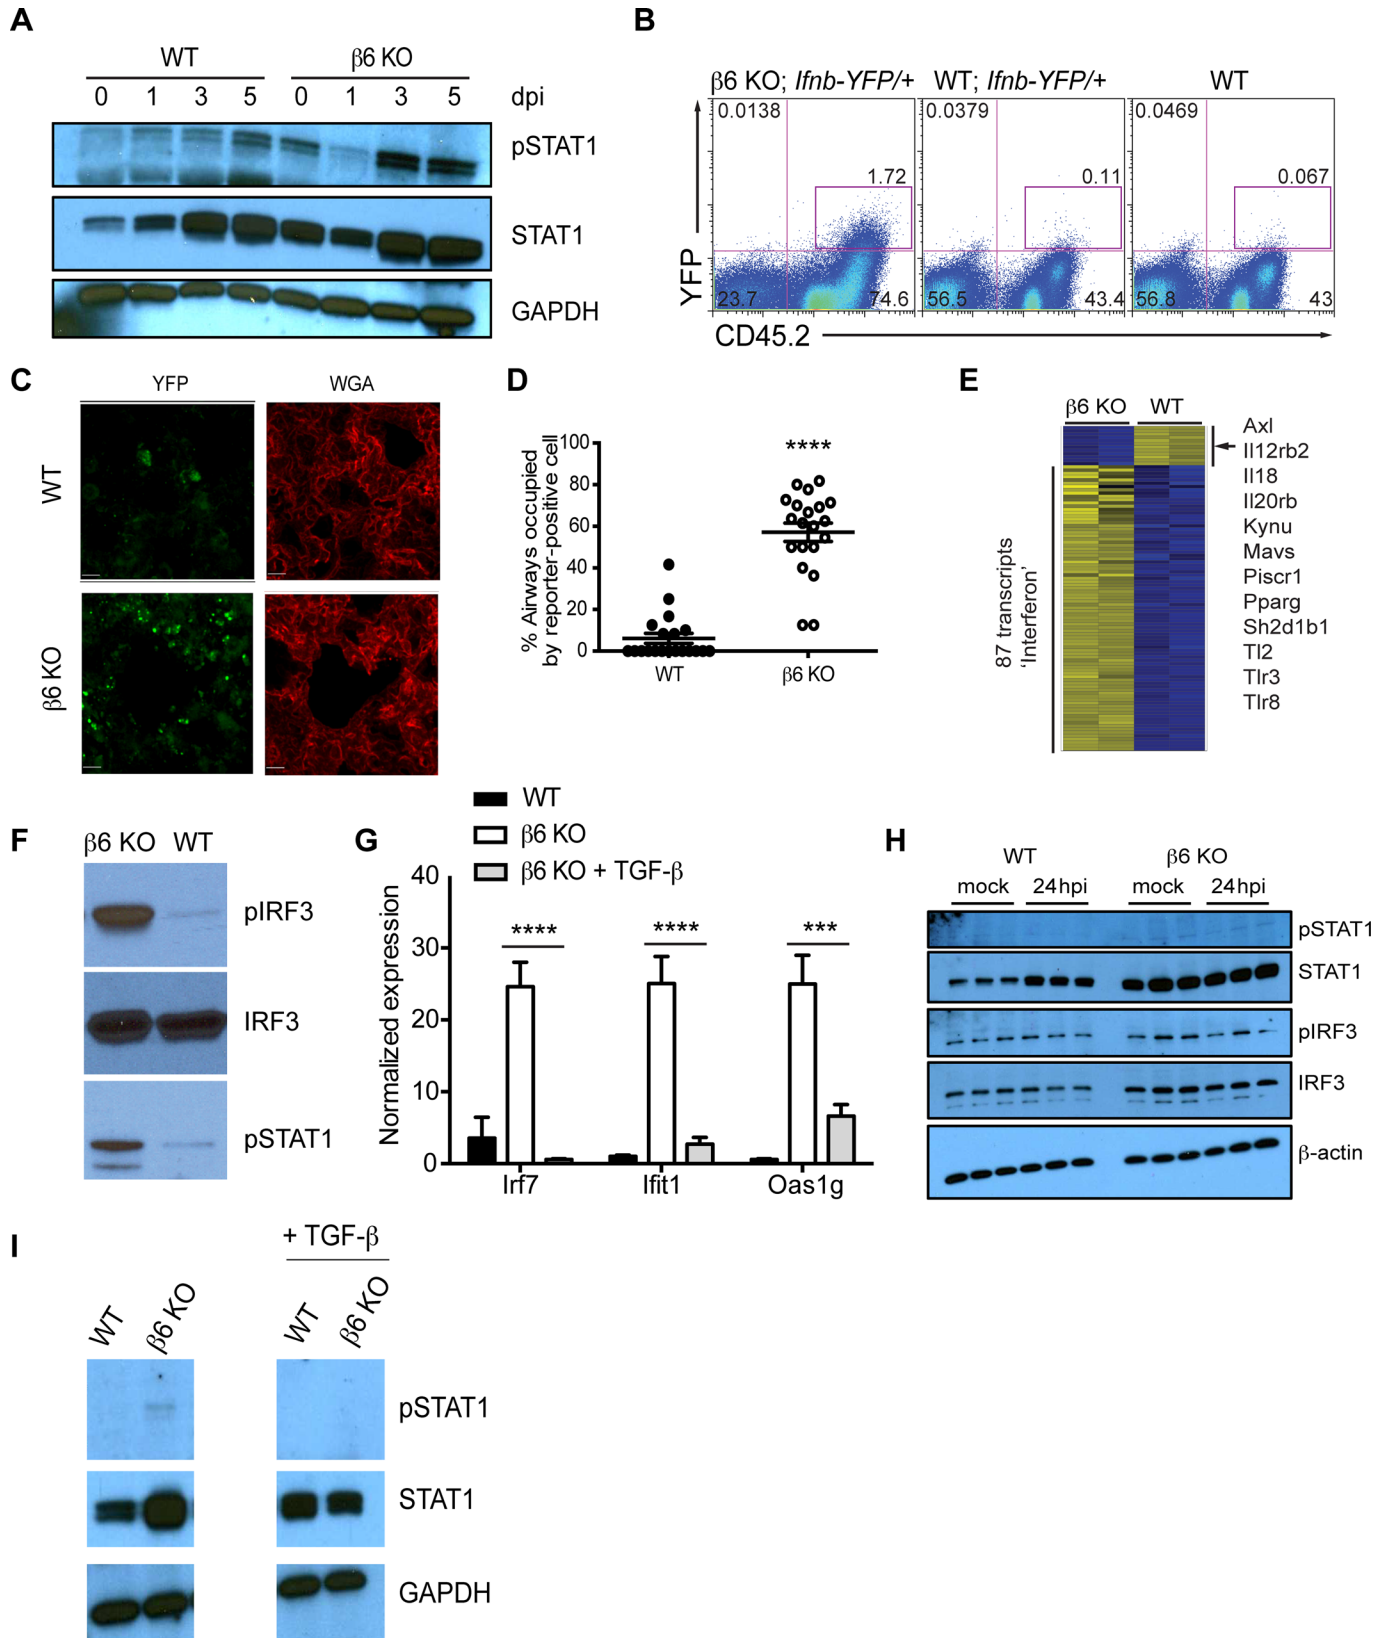 A
WT
β6 KO
0 1 3 5 0 1 3 5 dpi
pSTAT1
STAT1
GAPDH
B
β6 KO; Ifnb-YFP/+ WT; Ifnb-YFP/+ WT
0.0138 0.0379 0.0469
1.72 0.11 0.067
23.7 74.6 56.5 43.4 56.8 43
YFP
CD45.2
C
YFP WGA
WT
β6 KO
D
% Airways occupied
by reporter-positive cell
100
80
60
40
20
0
****
WT β6 KO
E
β6 KO WT
87 transcripts
‘Interferon’
Axl
Il12rb2
Il18
Il20rb
Kynu
Mavs
Piscr1
Pparg
Sh2d1b1
Tl2
Tlr3
Tlr8
F
β6 KO WT
pIRF3
IRF3
pSTAT1
G
WT
β6 KO
β6 KO + TGF-β
Normalized expression
40
30
20
10
0
**** **** ***
Irf7 Ifit1 Oas1g
H
WT β6 KO
mock 24hpi mock 24hpi
pSTAT1
STAT1
pIRF3
IRF3
β-actin
I
+ TGF-β
WT β6 KO WT β6 KO
pSTAT1
STAT1
GAPDH